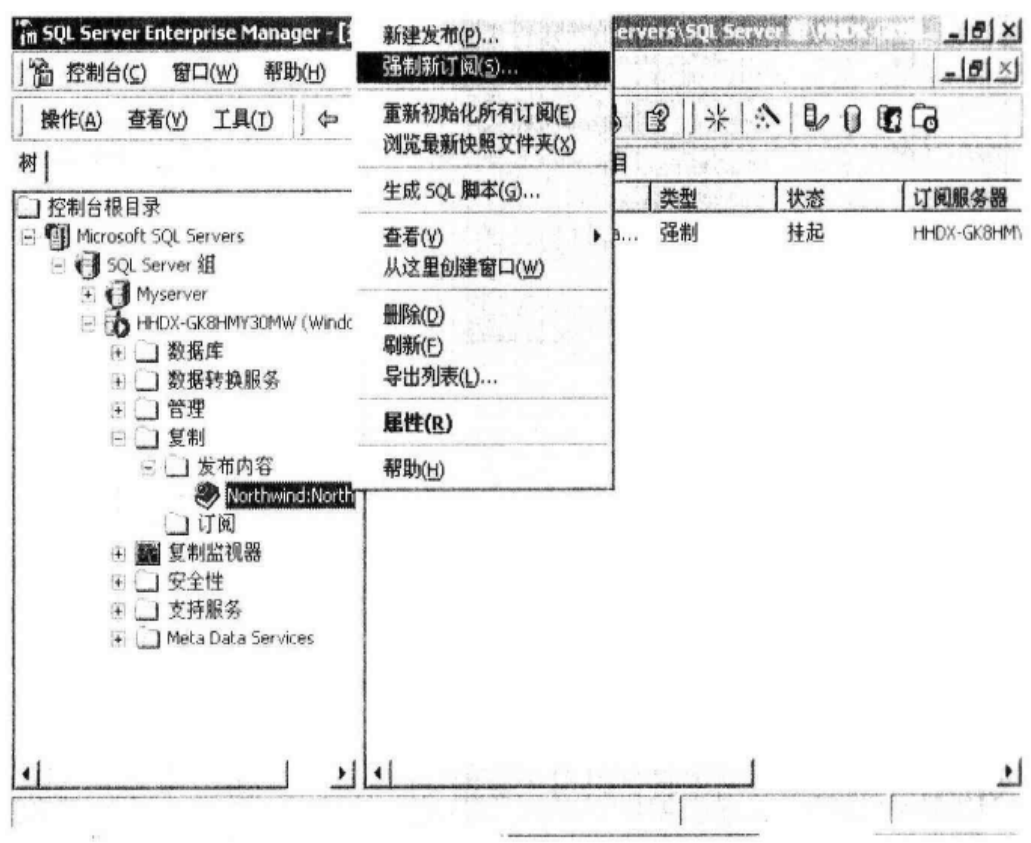 SQL Server Enterprise Manager - [
ervers\SQL Server
控制台(C) 窗口(W) 帮助(H)
操作(A) 查看(V) 工具(T)
树
目
控制台根目录
Microsoft SQL Servers
SQL Server 组
Myserver
HHDX-GK8HMY30MW (Windo
数据库
数据转换服务
管理
复制
发布内容
Northwind:North
订阅
复制监视器
安全性
支持服务
Meta Data Services
新建发布(P)...
强制新订阅(S)...
重新初始化所有订阅(E)
浏览最新快照文件夹(X)
生成 SQL 脚本(G)...
查看(V)
从这里创建窗口(W)
删除(D)
刷新(F)
导出列表(L)...
属性(R)
帮助(H)
类型 状态 订阅服务器
a... 强制 挂起 HHDX-GK8HM\